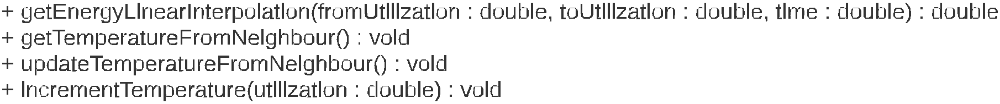 + getEnergyLinearInterpolation(fromUtilization : double, toUtilization : double, time : double) : double
+ getTemperatureFromNeighbour() : void
+ updateTemperatureFromNeighbour() : void
+ incrementTemperature(utilization : double) : void